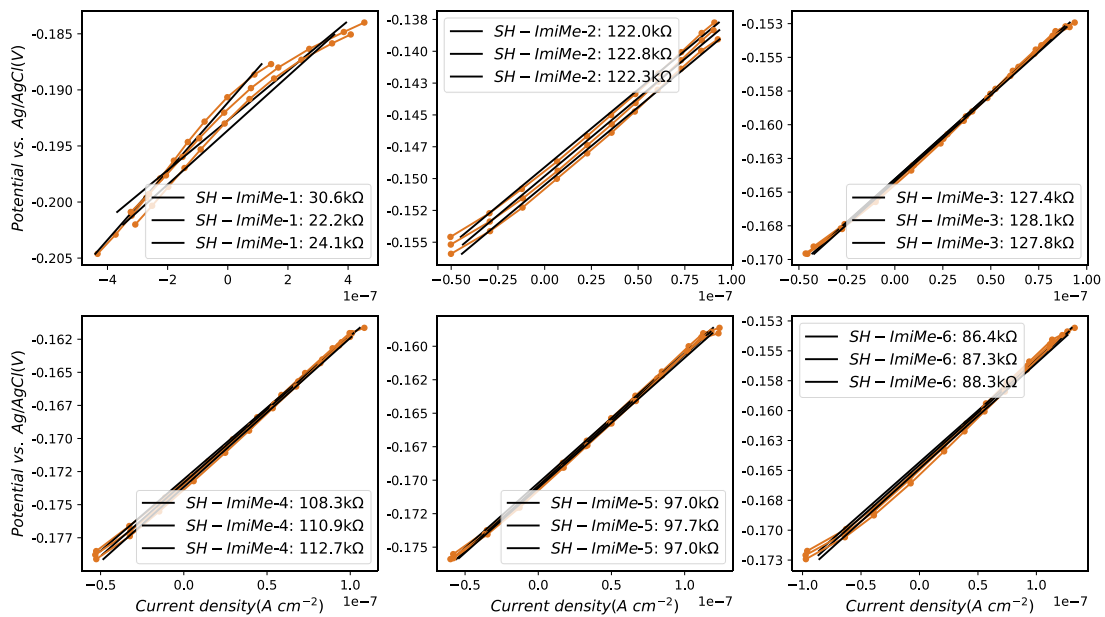 Potential vs. Ag/AgCl(V)
-0.185
-0.190
-0.195
-0.200
-0.205
SH−ImiMe-1: 30.6kΩ
SH−ImiMe-1: 22.2kΩ
SH−ImiMe-1: 24.1kΩ
−4 −2 0 2 4
1e−7
-0.138
-0.140
-0.143
-0.145
-0.147
-0.150
-0.152
-0.155
SH−ImiMe-2: 122.0kΩ
SH−ImiMe-2: 122.8kΩ
SH−ImiMe-2: 122.3kΩ
−0.50 −0.25 0.00 0.25 0.50 0.75 1.00
1e−7
-0.153
-0.155
-0.158
-0.160
-0.163
-0.165
-0.168
-0.170
SH−ImiMe-3: 127.4kΩ
SH−ImiMe-3: 128.1kΩ
SH−ImiMe-3: 127.8kΩ
−0.50 −0.25 0.00 0.25 0.50 0.75 1.00
1e−7
Potential vs. Ag/AgCl(V)
-0.162
-0.165
-0.167
-0.170
-0.172
-0.175
-0.177
SH−ImiMe-4: 108.3kΩ
SH−ImiMe-4: 110.9kΩ
SH−ImiMe-4: 112.7kΩ
−0.5 0.0 0.5 1.0
1e−7
Current density(A cm⁻²)
-0.160
-0.162
-0.165
-0.167
-0.170
-0.172
-0.175
SH−ImiMe-5: 97.0kΩ
SH−ImiMe-5: 97.7kΩ
SH−ImiMe-5: 97.0kΩ
−0.5 0.0 0.5 1.0
1e−7
Current density(A cm⁻²)
-0.153
-0.155
-0.158
-0.160
-0.163
-0.165
-0.168
-0.170
-0.173
SH−ImiMe-6: 86.4kΩ
SH−ImiMe-6: 87.3kΩ
SH−ImiMe-6: 88.3kΩ
−1.0 −0.5 0.0 0.5 1.0
1e−7
Current density(A cm⁻²)